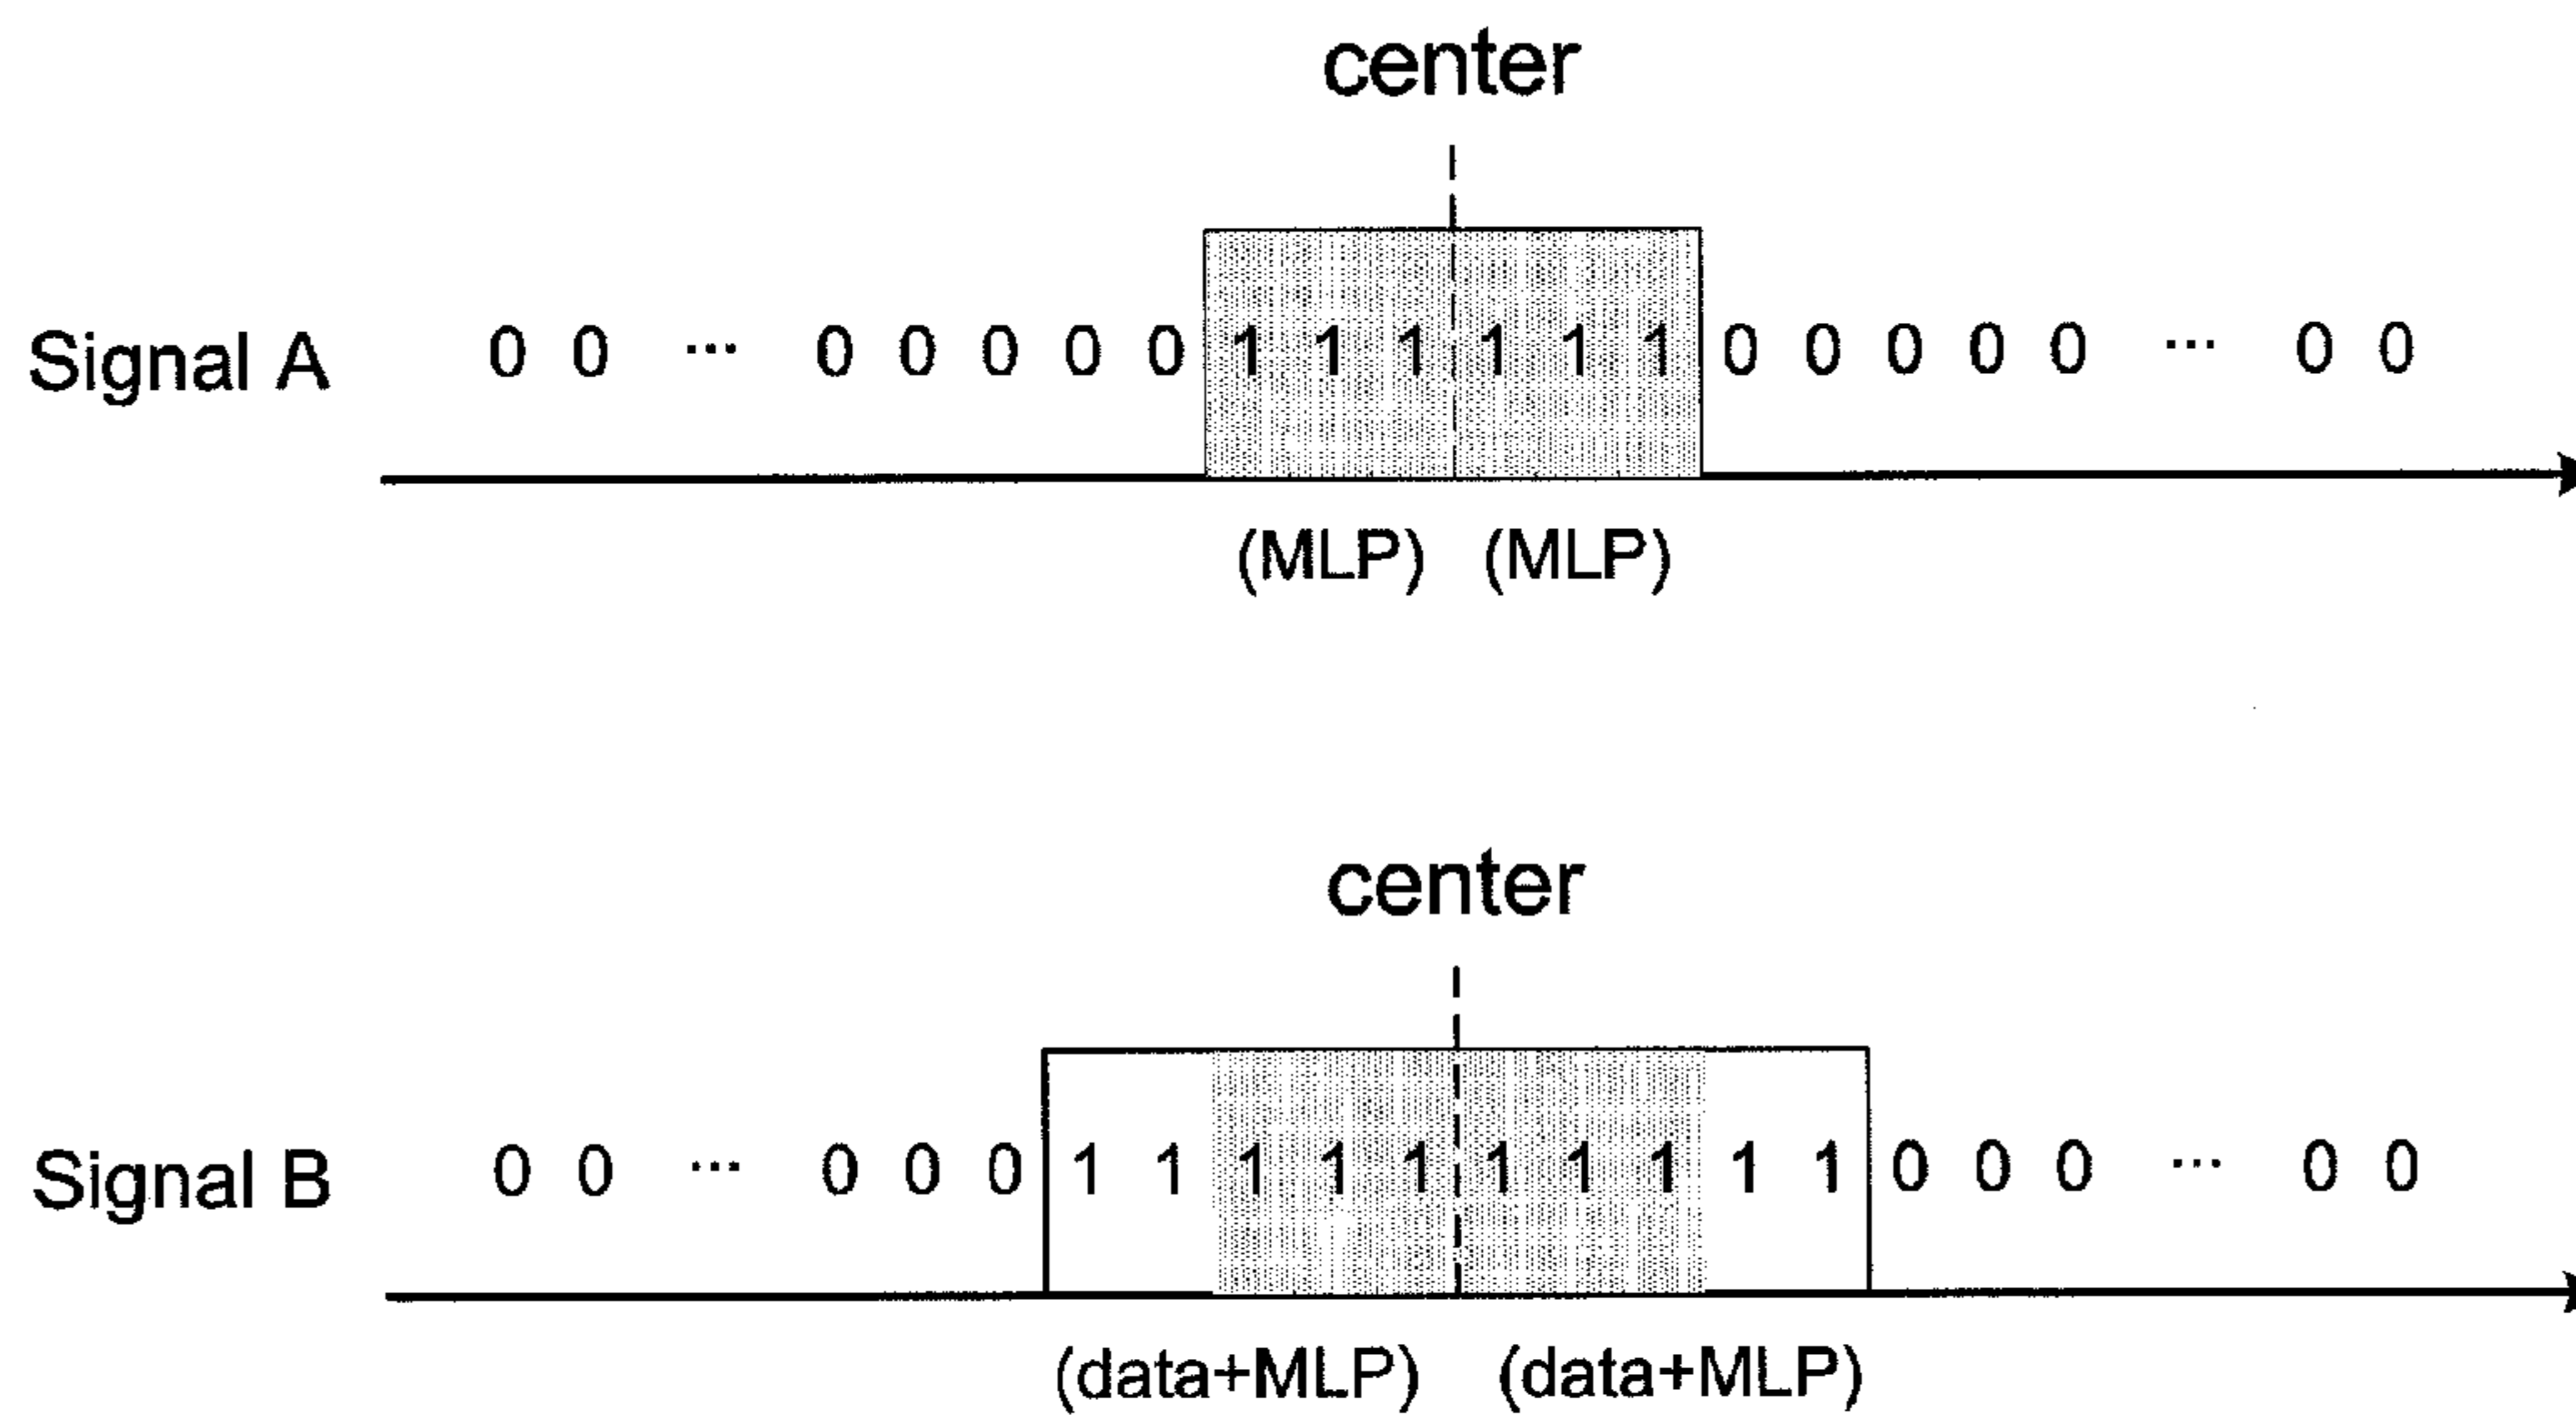 center
Signal A 0 0 ... 0 0 0 0 0 1 1 1 1 1 1 0 0 0 0 0 ... 0 0
(MLP) (MLP)
center
Signal B 0 0 ... 0 0 0 1 1 1 1 1 1 1 1 1 1 0 0 0 ... 0 0
(data+MLP) (data+MLP)